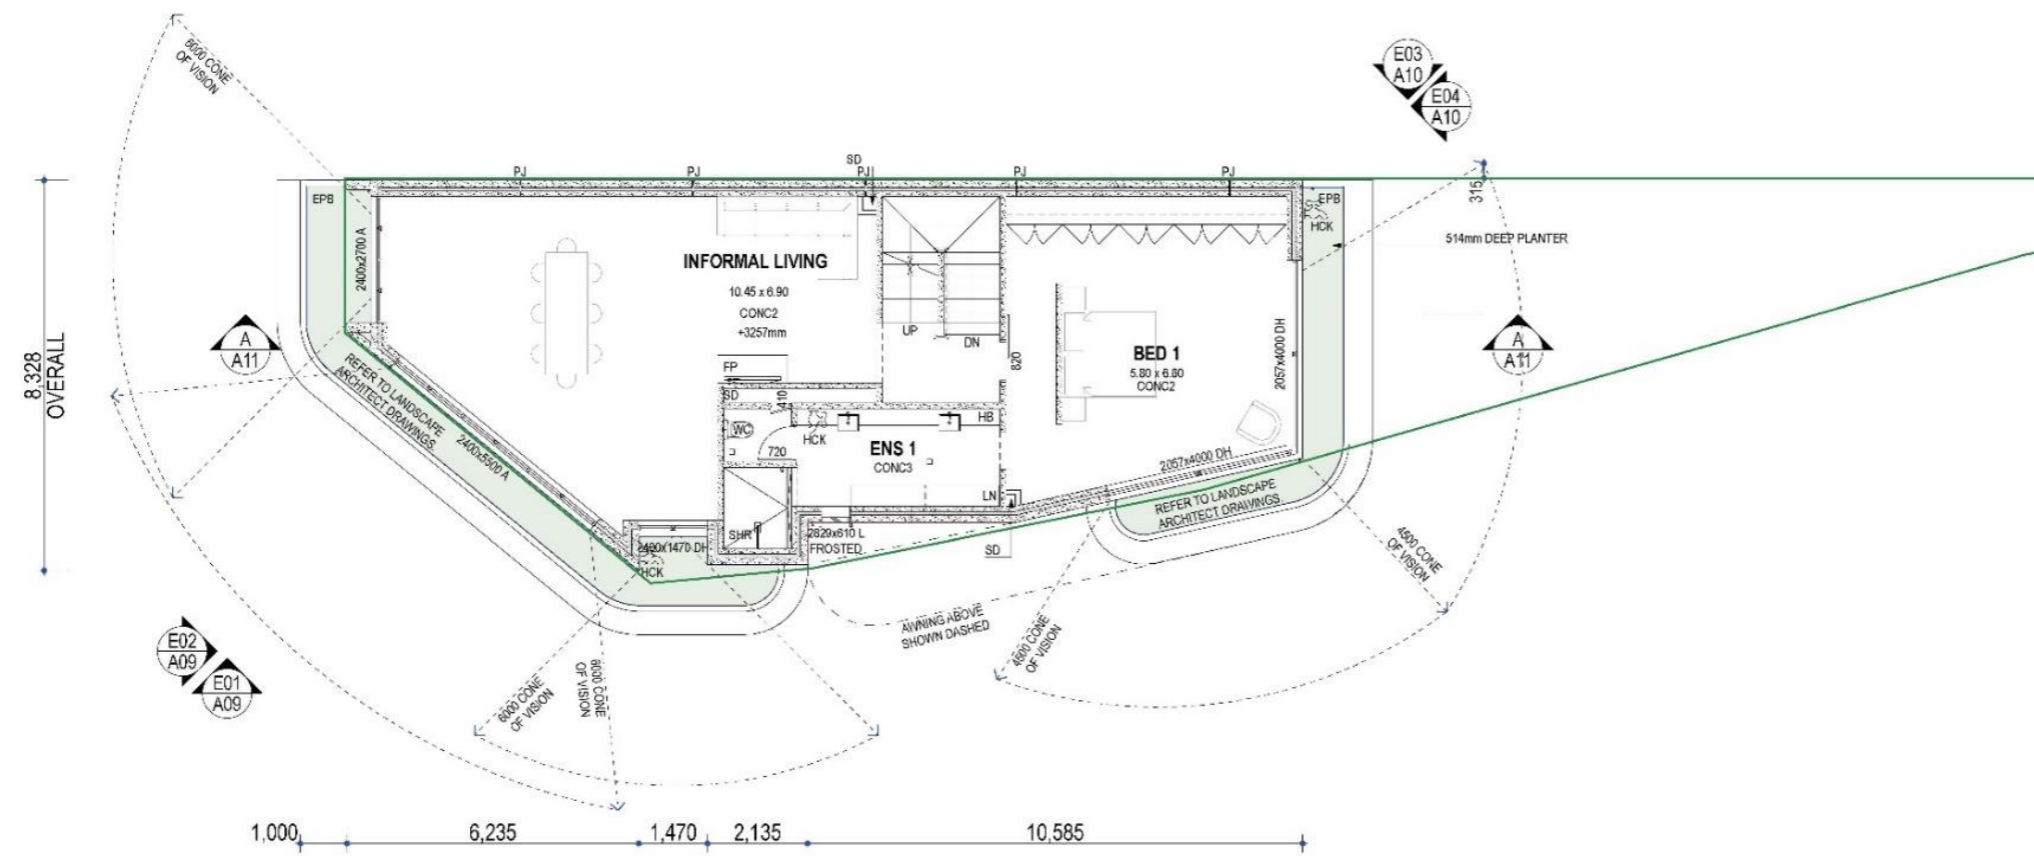 6000 CONE
OF VISION
E03
A10
E04
A10
SD
PJ
PJ
PJ
PJ
PJ
EPB
EPB
HCK
315
514mm DEEP PLANTER
2400x2700 A
INFORMAL LIVING
10.45 x 6.90
CONC2
+3257mm
UP
DN
820
BED 1
5.80 x 6.60
CONC2
2057x4000 DH
A
A11
A
A11
8,328
OVERALL
REFER TO LANDSCAPE
ARCHITECT DRAWINGS.
2400x5500 A
FP
SD
410
WC
HCK
720
HB
ENS 1
CONC3
LN
2057x4000 DH
REFER TO LANDSCAPE
ARCHITECT DRAWINGS.
SHR
2400x1470 DH
HCK
2829x610 L
FROSTED
SD
4500 CONE
OF VISION
AWNING ABOVE
SHOWN DASHED
4500 CONE
OF VISION
E02
A09
E01
A09
6000 CONE
OF VISION
6000 CONE
OF VISION
1,000
6,235
1,470
2,135
10,585